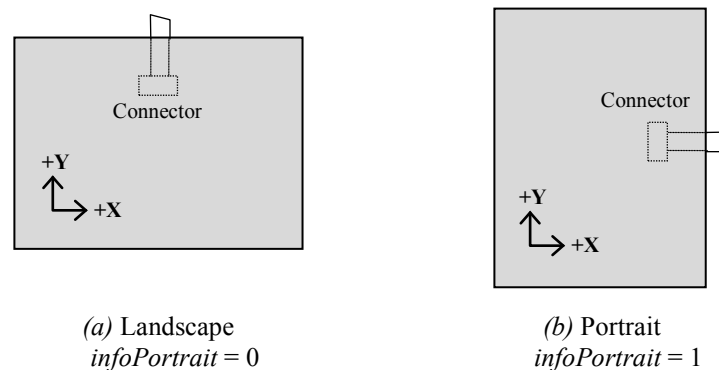 Connector
+Y
+X
(a) Landscape
infoPortrait = 0
Connector
+Y
+X
(b) Portrait
infoPortrait = 1